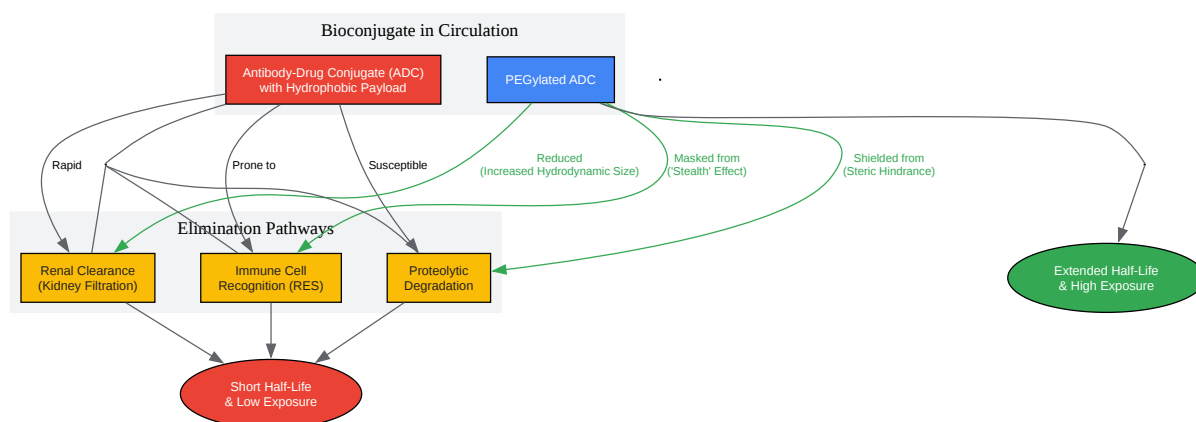 Bioconjugate in Circulation
Antibody-Drug Conjugate (ADC)
with Hydrophobic Payload
PEGylated ADC
.
Rapid
Prone to
Susceptible
Reduced
(Increased Hydrodynamic Size)
Masked from
('Stealth' Effect)
Shielded from
(Steric Hindrance)
Elimination Pathways
Renal Clearance
(Kidney Filtration)
Immune Cell
Recognition (RES)
Proteolytic
Degradation
Extended Half-Life
& High Exposure
Short Half-Life
& Low Exposure